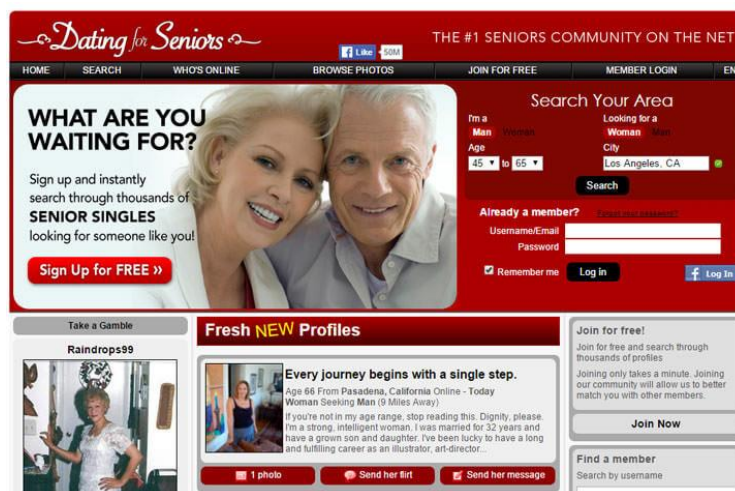 Dating for Seniors
Like 50M
THE #1 SENIORS COMMUNITY ON THE NET
HOME SEARCH WHO'S ONLINE BROWSE PHOTOS JOIN FOR FREE MEMBER LOGIN EN
WHAT ARE YOU
WAITING FOR?
Sign up and instantly
search through thousands of
SENIOR SINGLES
looking for someone like you!
Sign Up for FREE »
Search Your Area
I'm a Looking for a
Man Woman Woman Man
Age City
45 to 65 Los Angeles, CA
Search
Already a member? Forgot your password?
Username/Email
Password
Remember me Log in f Log In
Take a Gamble
Raindrops99
Fresh NEW Profiles
Every journey begins with a single step.
Age 66 From Pasadena, California Online - Today
Woman Seeking Man (9 Miles Away)
If you're not in my age range, stop reading this. Dignity, please.
I'm a strong, intelligent woman. I was married for 32 years and
have a grown son and daughter. I've been lucky to have a long
and fulfilling career as an illustrator, art-director...
1 photo Send her flirt Send her message
Join for free!
Join for free and search through
thousands of profiles
Joining only takes a minute. Joining
our community will allow us to better
match you with other members.
Join Now
Find a member
Search by username